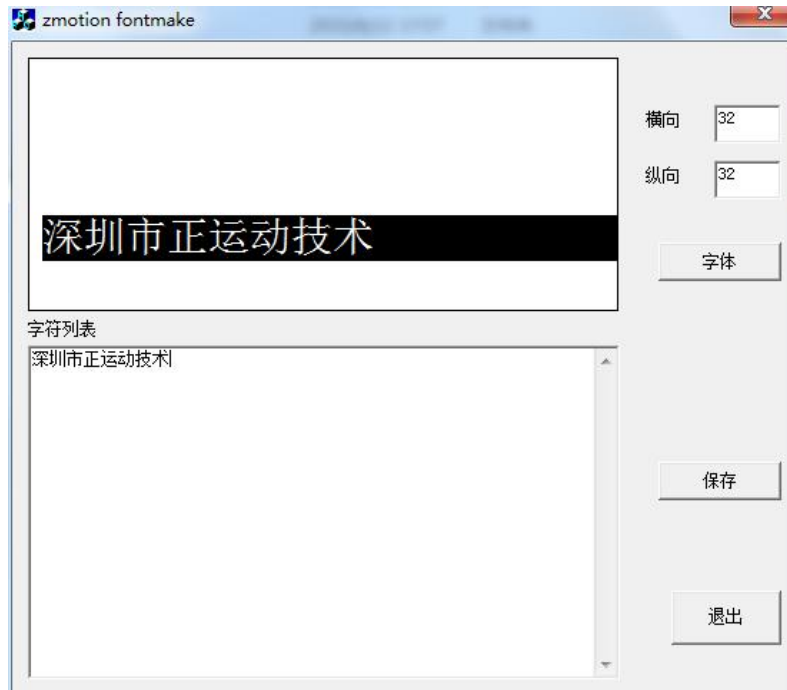 zmotion fontmake
横向
32
纵向
32
深圳市正运动技术
字体
字符列表
深圳市正运动技术
保存
退出